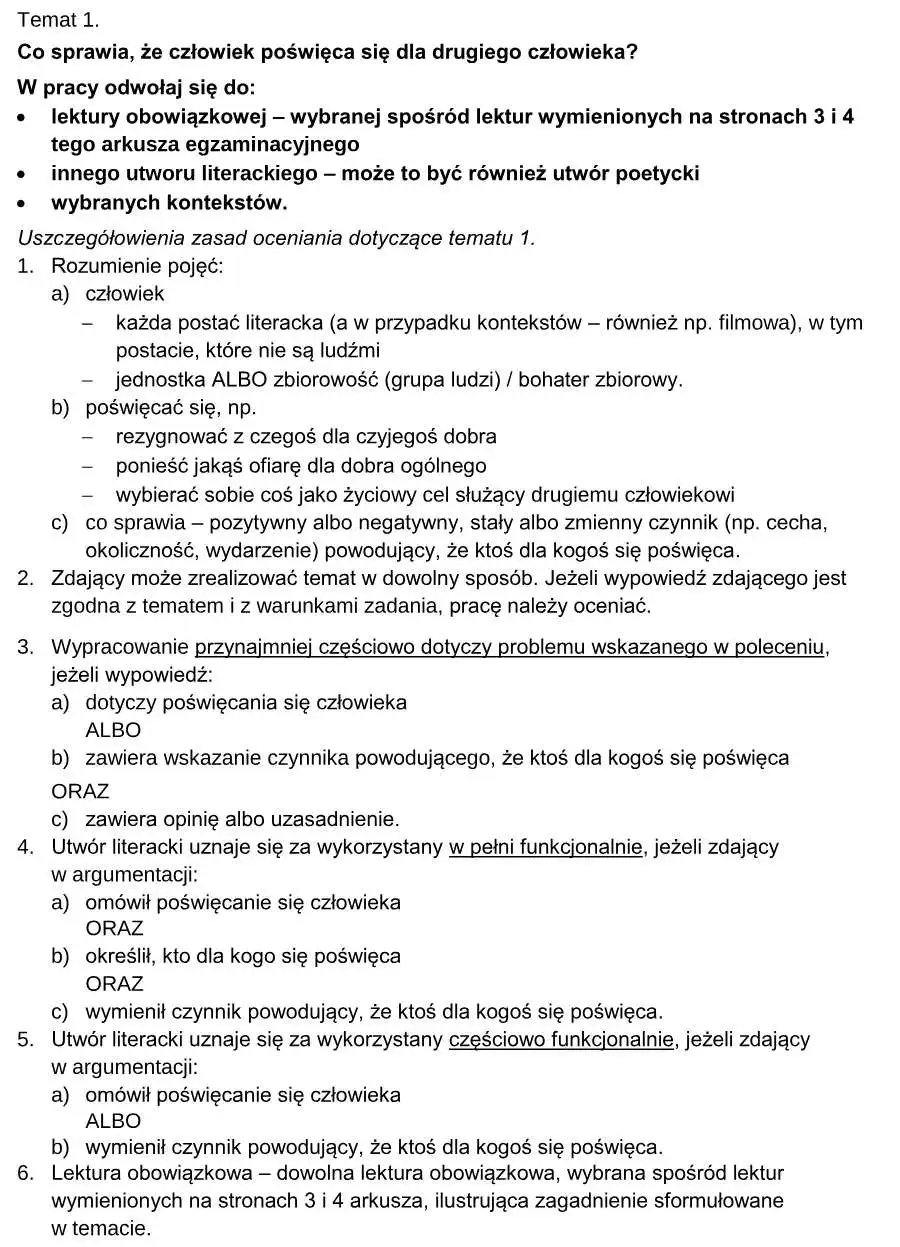 Temat 1.
Co sprawia, że człowiek poświęca się dla drugiego człowieka?
W pracy odwołaj się do:
• lektury obowiązkowej – wybranej spośród lektur wymienionych na stronach 3 i 4
tego arkusza egzaminacyjnego
• innego utworu literackiego – może to być również utwór poetycki
• wybranych kontekstów.
Uszczegółowienia zasad oceniania dotyczące tematu 1.
1. Rozumienie pojęć:
a) człowiek
– każda postać literacka (a w przypadku kontekstów – również np. filmowa), w tym
postacie, które nie są ludźmi
– jednostka ALBO zbiorowość (grupa ludzi) / bohater zbiorowy.
b) poświęcać się, np.
– rezygnować z czegoś dla czyjegoś dobra
– ponieść jakąś ofiarę dla dobra ogólnego
– wybierać sobie coś jako życiowy cel służący drugiemu człowiekowi
c) co sprawia – pozytywny albo negatywny, stały albo zmienny czynnik (np. cecha,
okoliczność, wydarzenie) powodujący, że ktoś dla kogoś się poświęca.
2. Zdający może zrealizować temat w dowolny sposób. Jeżeli wypowiedź zdającego jest
zgodna z tematem i z warunkami zadania, pracę należy oceniać.
3. Wypracowanie przynajmniej częściowo dotyczy problemu wskazanego w poleceniu,
jeżeli wypowiedź:
a) dotyczy poświęcania się człowieka
ALBO
b) zawiera wskazanie czynnika powodującego, że ktoś dla kogoś się poświęca
ORAZ
c) zawiera opinię albo uzasadnienie.
4. Utwór literacki uznaje się za wykorzystany w pełni funkcjonalnie, jeżeli zdający
w argumentacji:
a) omówił poświęcanie się człowieka
ORAZ
b) określił, kto dla kogo się poświęca
ORAZ
c) wymienił czynnik powodujący, że ktoś dla kogoś się poświęca.
5. Utwór literacki uznaje się za wykorzystany częściowo funkcjonalnie, jeżeli zdający
w argumentacji:
a) omówił poświęcanie się człowieka
ALBO
b) wymienił czynnik powodujący, że ktoś dla kogoś się poświęca.
6. Lektura obowiązkowa – dowolna lektura obowiązkowa, wybrana spośród lektur
wymienionych na stronach 3 i 4 arkusza, ilustrująca zagadnienie sformułowane
w temacie.